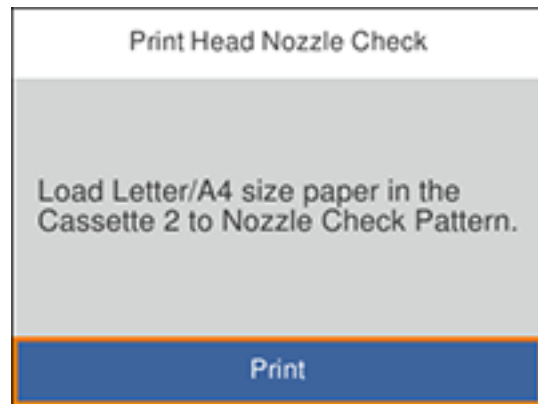 Print Head Nozzle Check
Load Letter/A4 size paper in the
Cassette 2 to Nozzle Check Pattern.
Print